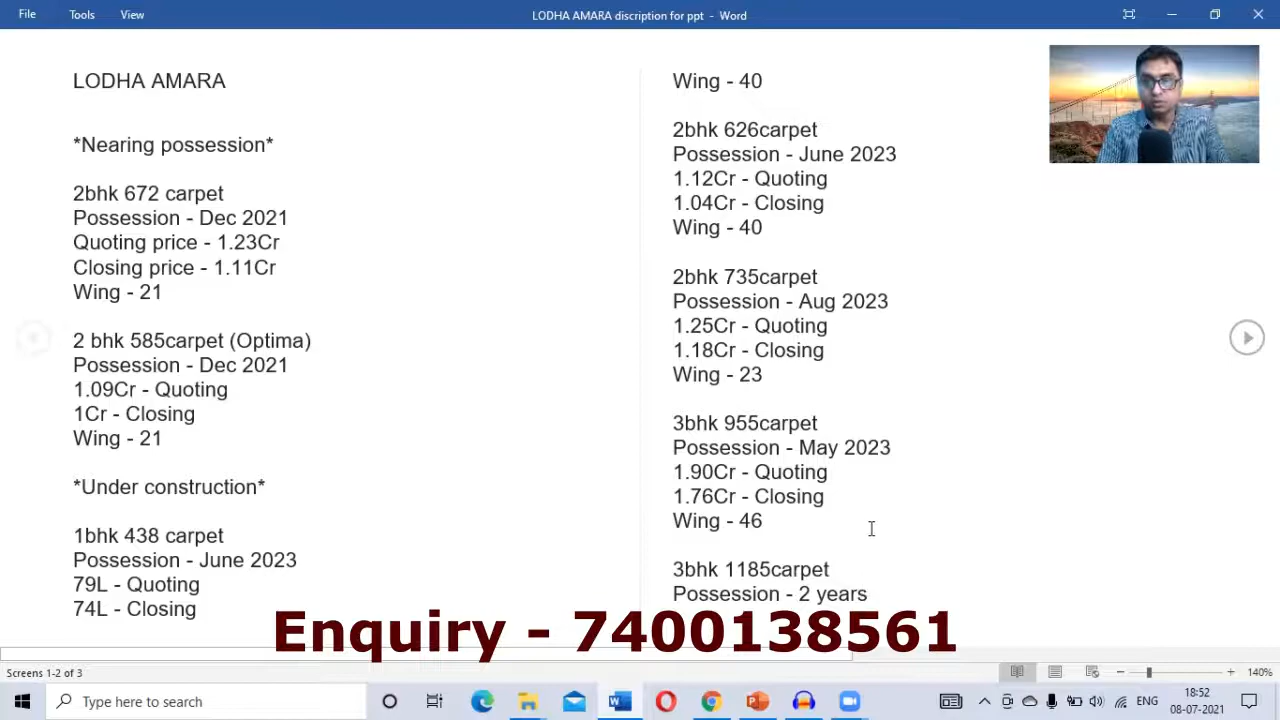 File Tools View LODHA AMARA discription for ppt - Word
LODHA AMARA
*Nearing possession*
2bhk 672 carpet
Possession - Dec 2021
Quoting price - 1.23Cr
Closing price - 1.11Cr
Wing - 21
2 bhk 585carpet (Optima)
Possession - Dec 2021
1.09Cr - Quoting
1Cr - Closing
Wing - 21
*Under construction*
1bhk 438 carpet
Possession - June 2023
79L - Quoting
74L - Closing
Wing - 40
2bhk 626carpet
Possession - June 2023
1.12Cr - Quoting
1.04Cr - Closing
Wing - 40
2bhk 735carpet
Possession - Aug 2023
1.25Cr - Quoting
1.18Cr - Closing
Wing - 23
3bhk 955carpet
Possession - May 2023
1.90Cr - Quoting
1.76Cr - Closing
Wing - 46
3bhk 1185carpet
Possession - 2 years
Enquiry - 7400138561
Screens 1-2 of 3
140%
Type here to search
ENG
18:52
08-07-2021